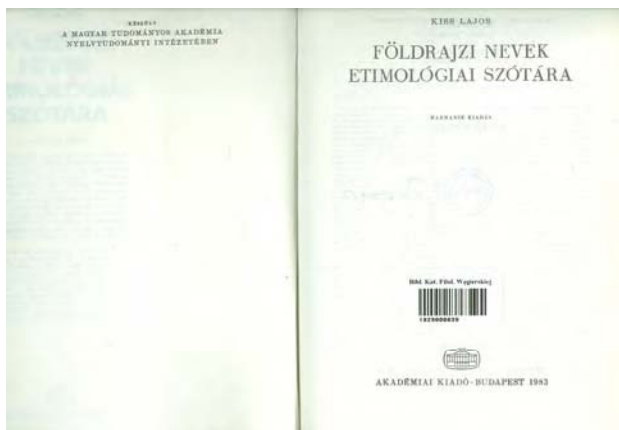 KÉSZÜLT
A MAGYAR TUDOMÁNYOS AKADÉMIA
NYELVTUDOMÁNYI INTÉZETÉBEN
KISS LAJOS
FÖLDRAJZI NEVEK
ETIMOLÓGIAI SZÓTÁRA
HARMADIK KIADÁS
Bibl. Kat. Filol. Węgierskiej
1029000839
AKADÉMIAI KIADÓ · BUDAPEST 1983